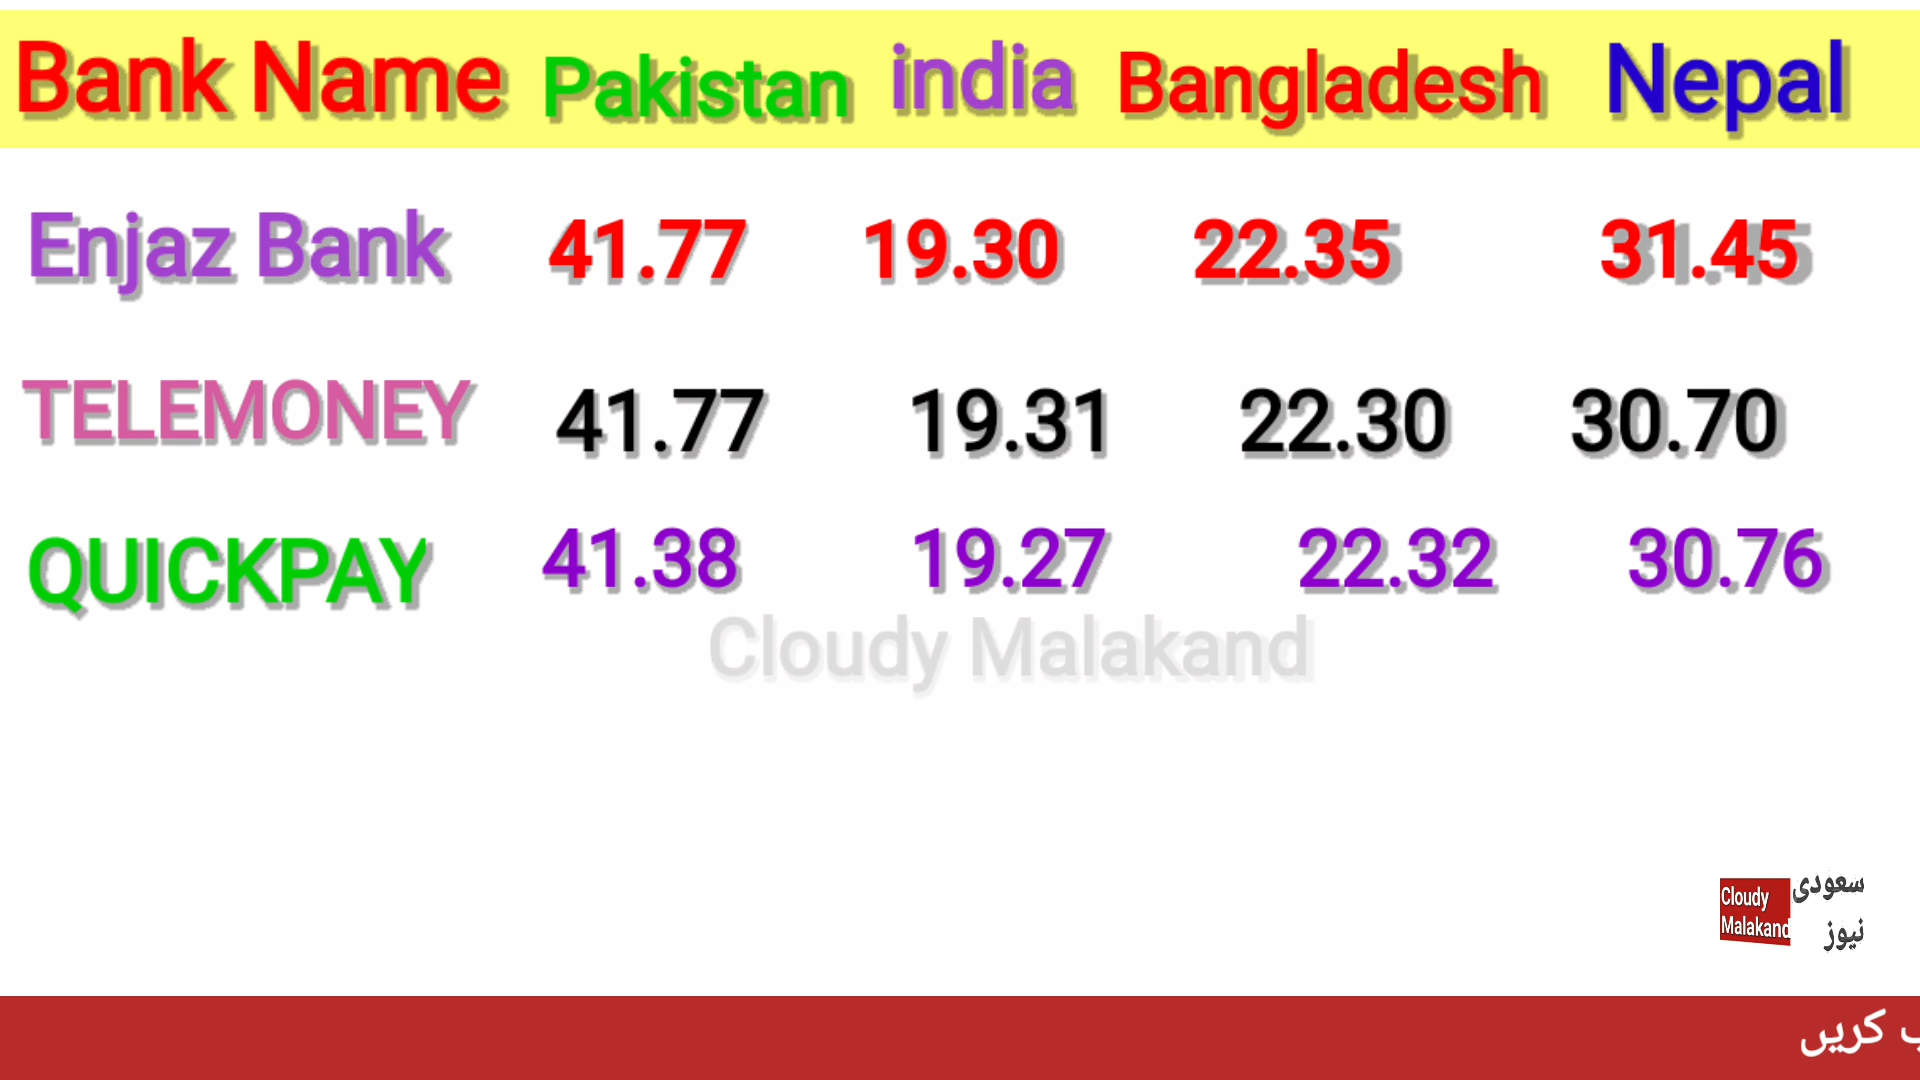 Bank Name Pakistan india Bangladesh Nepal
Enjaz Bank 41.77 19.30 22.35 31.45
TELEMONEY 41.77 19.31 22.30 30.70
QUICKPAY 41.38 19.27 22.32 30.76
Cloudy Malakand
Cloudy سعودی
Malakand نیوز
کریں